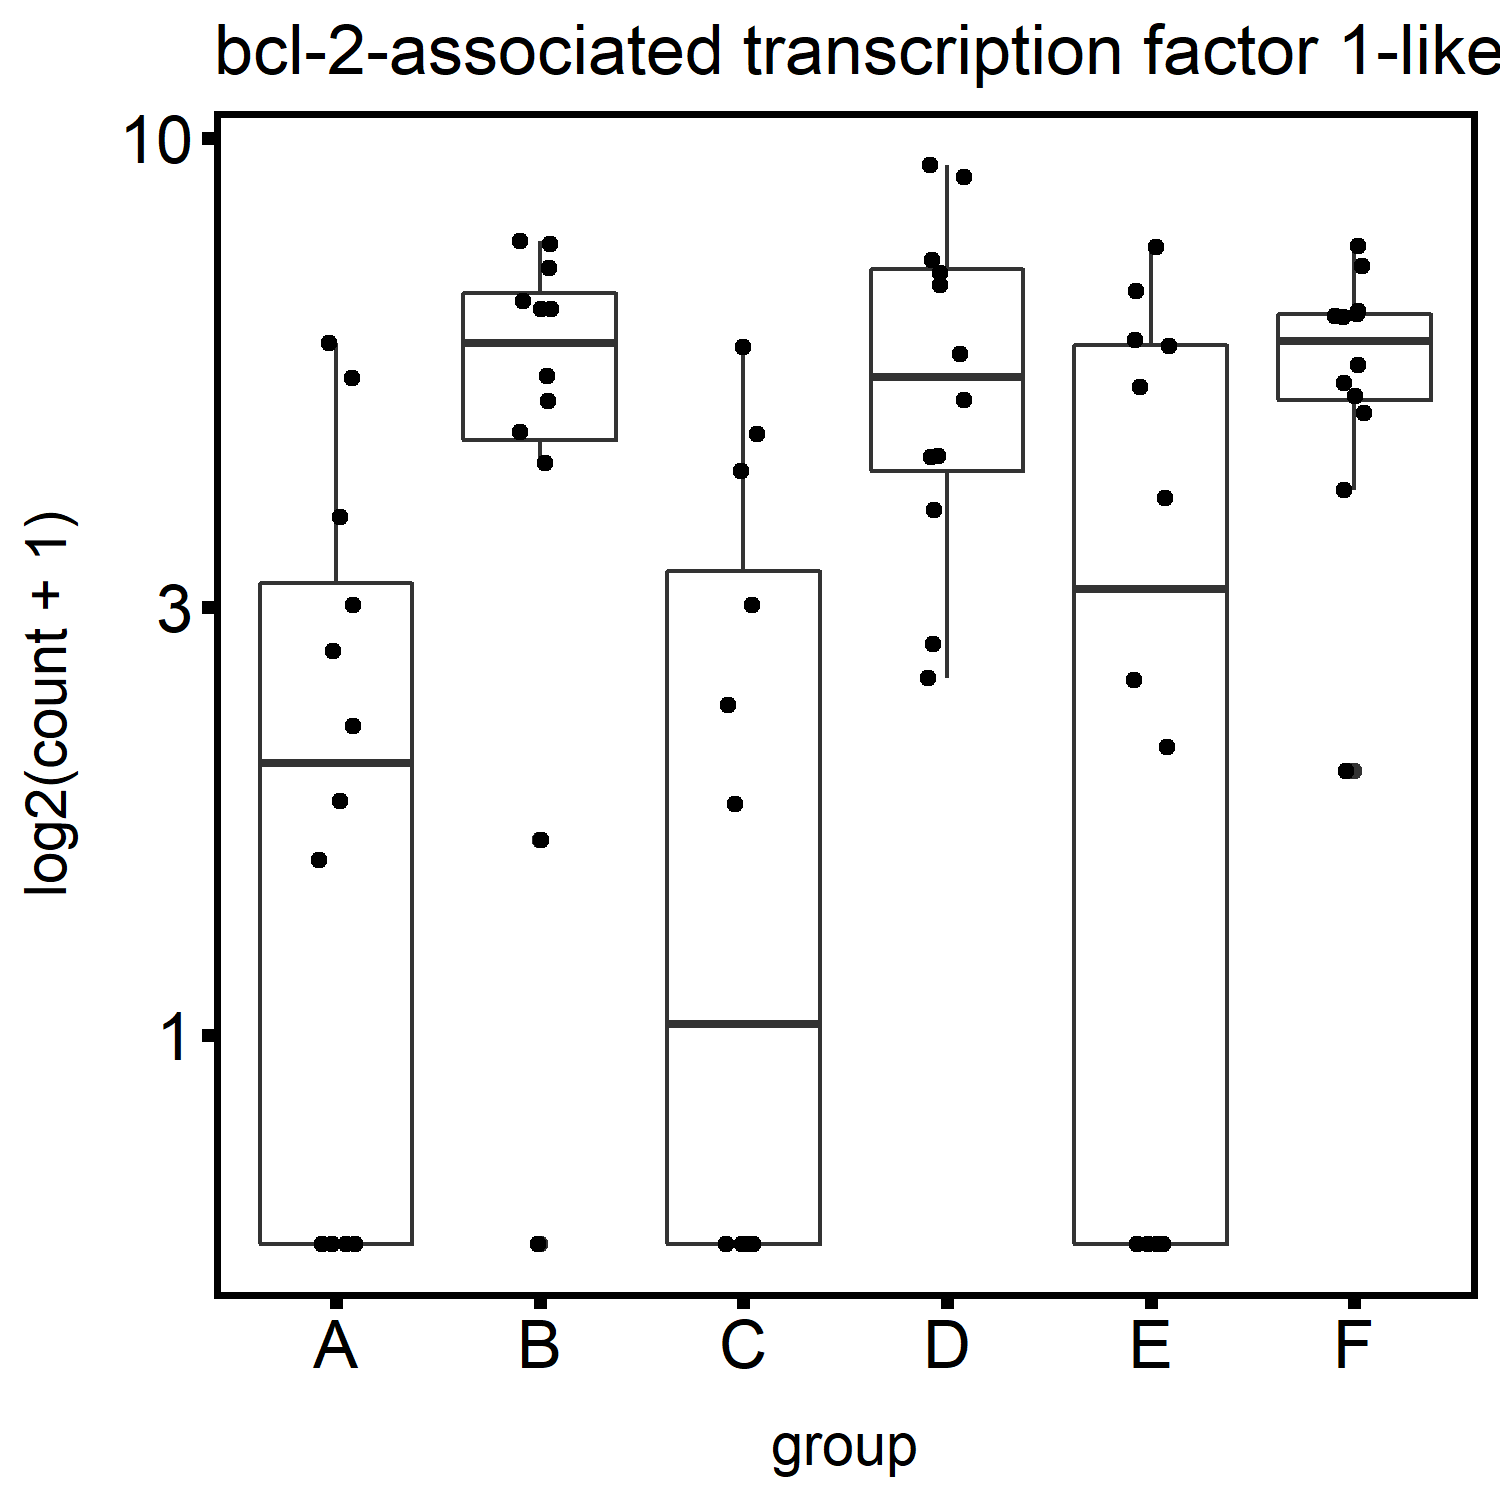 bcl-2-associated transcription factor 1-like
10
3
1
log2(count + 1)
A B C D E F
group